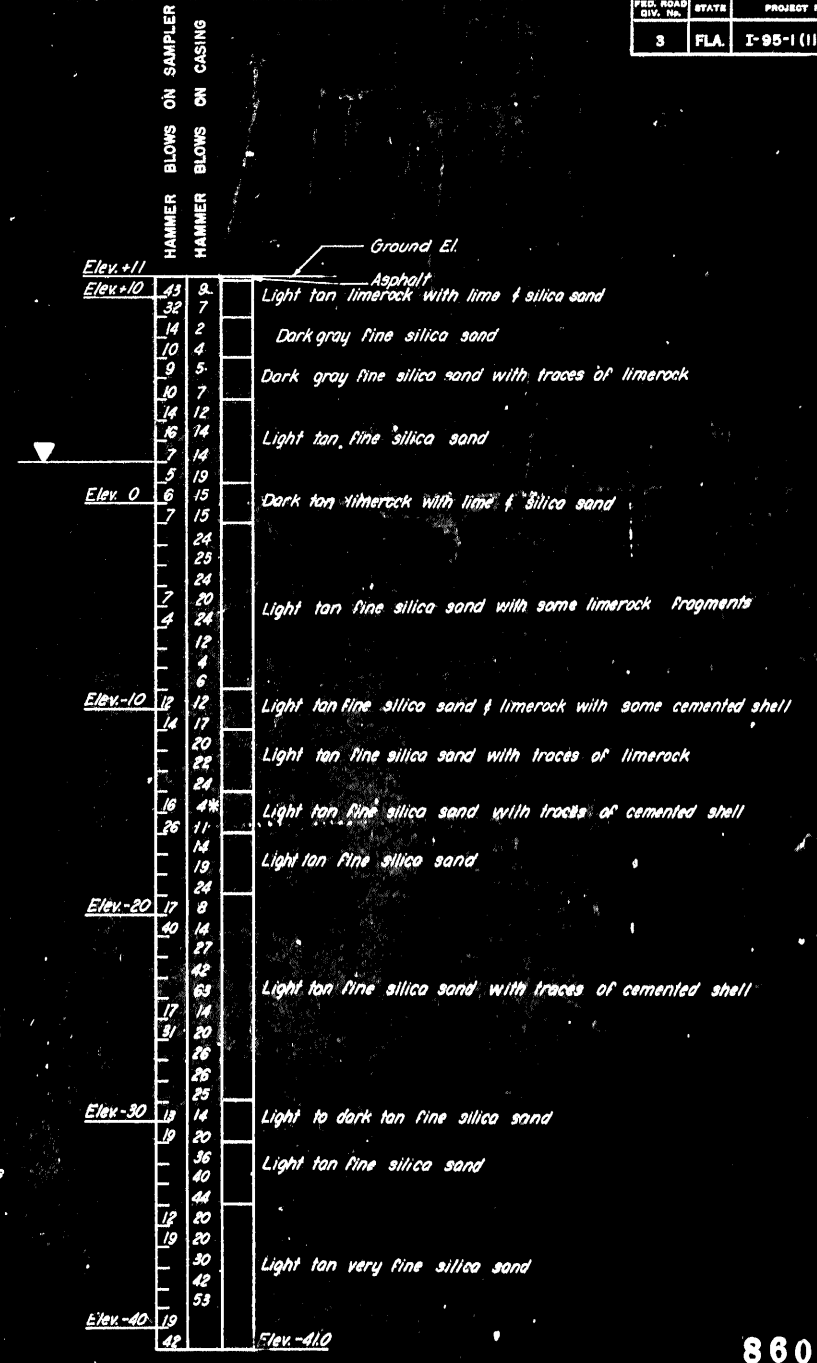 FED. ROAD DIV. No. STATE PROJECT
3 FLA. I-95-1(11
HAMMER BLOWS ON SAMPLER
HAMMER BLOWS ON CASING
Ground El.
Elev.+11
Asphalt
Elev.+10 43 9 Light tan limerock with lime & silica sand
32 7
14 2 Dark gray fine silica sand
10 4
9 5 Dark gray fine silica sand with traces of limerock
10 7
14 12
16 14 Light tan fine silica sand
7 14
5 19
Elev. 0 6 15 Dark tan limerock with lime & silica sand
7 15
24
25
24
7 20 Light tan fine silica sand with some limerock fragments
4 24
12
4
6
Elev.-10 12 12 Light tan fine silica sand & limerock with some cemented shell
14 17
20 Light tan fine silica sand with traces of limerock
22
24
16 4* Light tan fine silica sand with traces of cemented shell
26 11
14
19 Light tan fine silica sand
24
Elev.-20 17 8
40 14
27
42
63 Light tan fine silica sand with traces of cemented shell
17 14
31 20
26
26
25
Elev.-30 13 14 Light to dark tan fine silica sand
19 20
36 Light tan fine silica sand
40
44
12 20
19 20
30 Light tan very fine silica sand
42
53
Elev.-40 19
42 Elev.-41.0
860